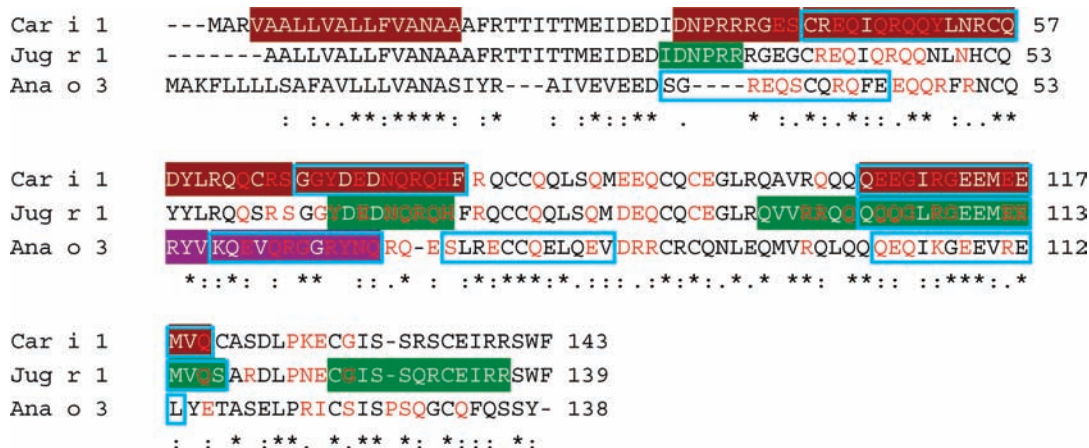 Car i 1 ---MARVAALLVALLFVANAAAFRTTITTMEIDEDIDNPRRRGESCREQIQRQQYLNRCQ 57
Jug r 1 -------AALLVALLFVANAAAFRTTITTMEIDEDIDNPRRRGEGCREQIQRQQNLNHCQ 53
Ana o 3 MAKFLLLLSAFAVLLLVANASIYR---AIVEVEEDSG----REQSCQRQFEEQQRFRNCQ 53
: :..**:****: :* : :*::** . * .:*.:*:: **: :..**
Car i 1 DYLRQQCRSGGYDEDNQRQHFRQCCQQLSQMEEQCQCEGLRQAVRQQQQEEGIRGEEMEE 117
Jug r 1 YYLRQQSRSGGYDEDNQRQHFRQCCQQLSQMDEQCQCEGLRQVVRRQQQQQGLRGEEMEE 113
Ana o 3 RYVKQEVQRGGRYNQRQ-ESLRECCQELQEVDRRCRCQNLEQMVRQLQQQEQIKGEEVRE 112
*::*: : ** ::.* : :*:***:*.:::.:*:*:.*.* **: **: ::***:.*
Car i 1 MVQCASDLPKECGIS-SRSCEIRRSWF 143
Jug r 1 MVQSARDLPNECGIS-SQRCEIRRSWF 139
Ana o 3 LYETASELPRICSISPSQGCQFQSSY- 138
: : * :**. *.** *: *::: *: